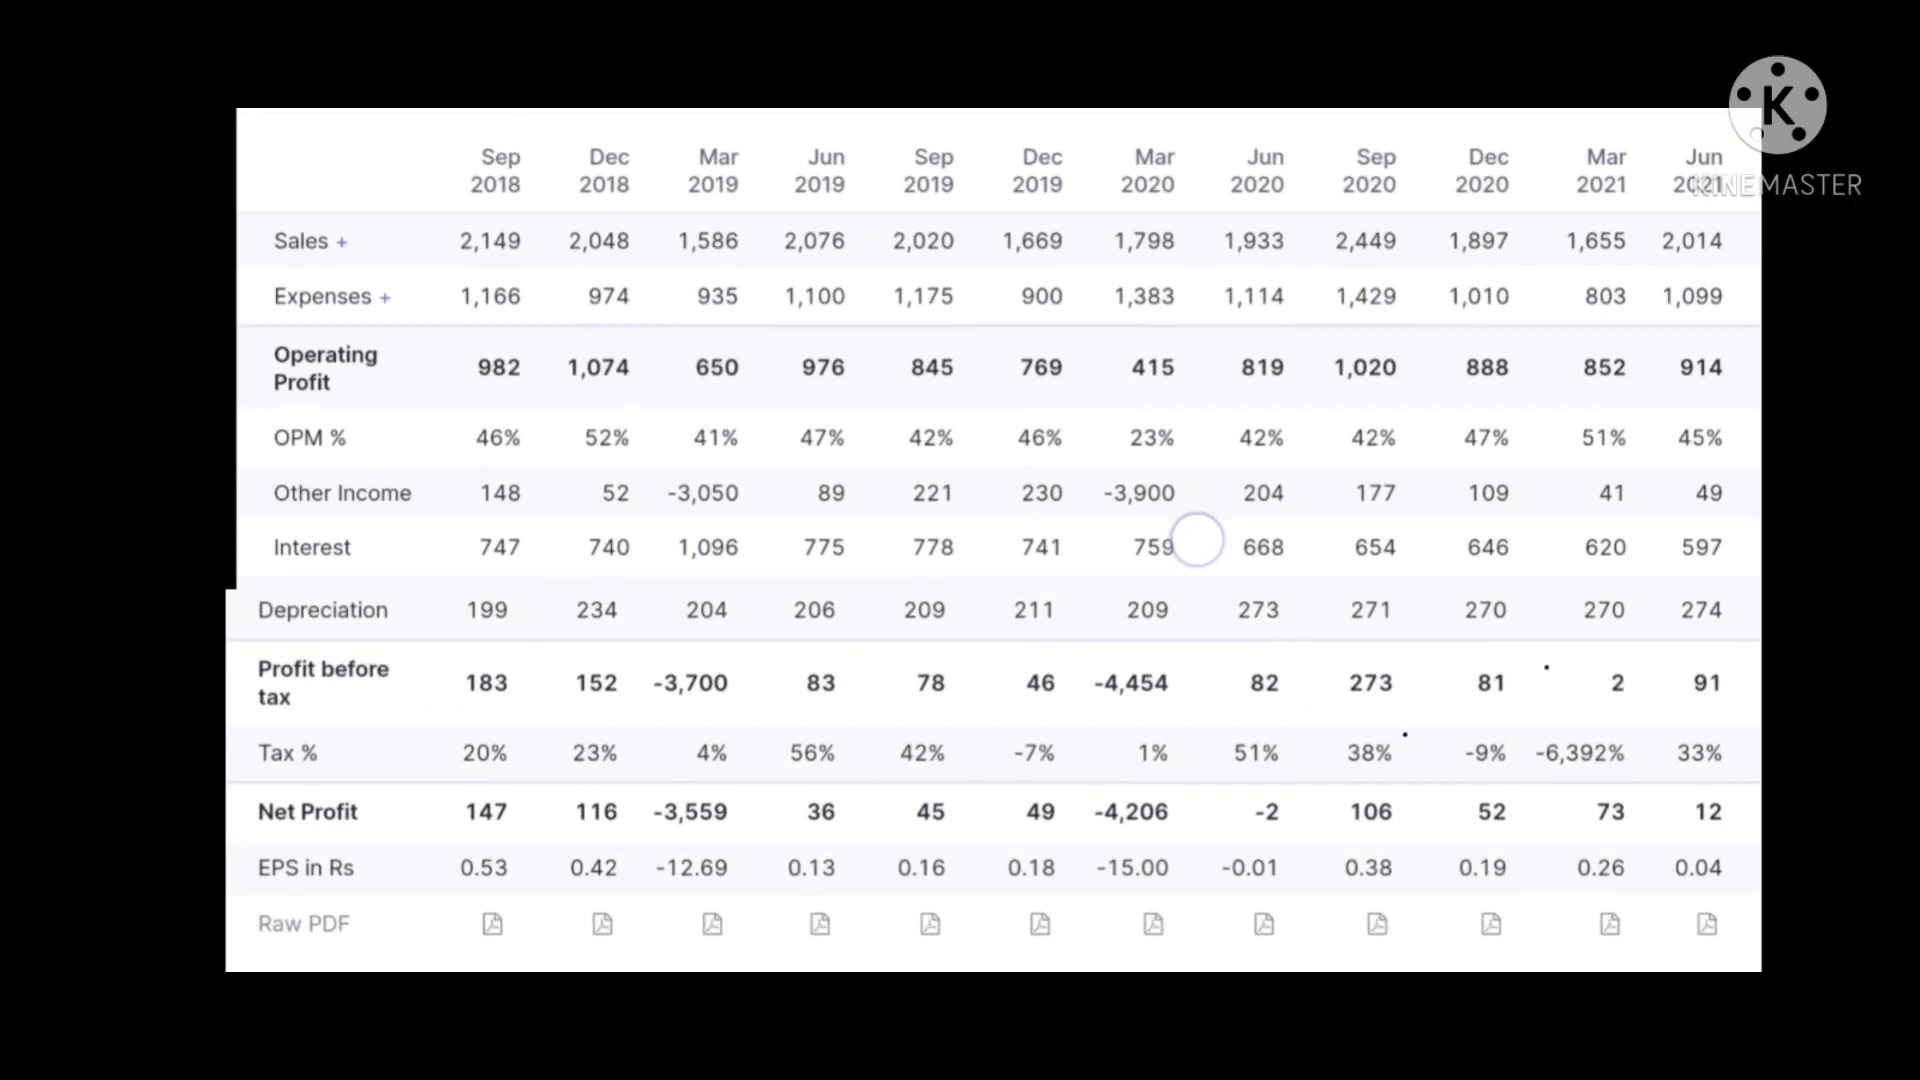 K
KINEMASTER
Sep 2018 Dec 2018 Mar 2019 Jun 2019 Sep 2019 Dec 2019 Mar 2020 Jun 2020 Sep 2020 Dec 2020 Mar 2021 Jun 2021
Sales + 2,149 2,048 1,586 2,076 2,020 1,669 1,798 1,933 2,449 1,897 1,655 2,014
Expenses + 1,166 974 935 1,100 1,175 900 1,383 1,114 1,429 1,010 803 1,099
Operating Profit 982 1,074 650 976 845 769 415 819 1,020 888 852 914
OPM % 46% 52% 41% 47% 42% 46% 23% 42% 42% 47% 51% 45%
Other Income 148 52 -3,050 89 221 230 -3,900 204 177 109 41 49
Interest 747 740 1,096 775 778 741 759 668 654 646 620 597
Depreciation 199 234 204 206 209 211 209 273 271 270 270 274
Profit before tax 183 152 -3,700 83 78 46 -4,454 82 273 81 2 91
Tax % 20% 23% 4% 56% 42% -7% 1% 51% 38% -9% -6,392% 33%
Net Profit 147 116 -3,559 36 45 49 -4,206 -2 106 52 73 12
EPS in Rs 0.53 0.42 -12.69 0.13 0.16 0.18 -15.00 -0.01 0.38 0.19 0.26 0.04
Raw PDF